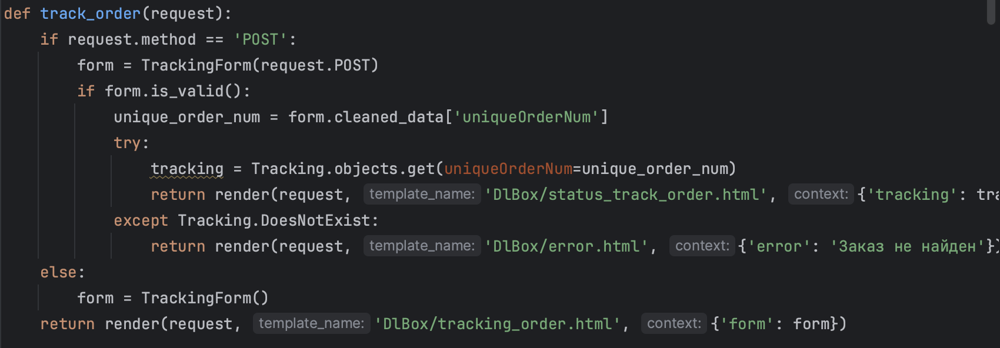 def track_order(request):
    if request.method == 'POST':
        form = TrackingForm(request.POST)
        if form.is_valid():
            unique_order_num = form.cleaned_data['uniqueOrderNum']
            try:
                tracking = Tracking.objects.get(uniqueOrderNum=unique_order_num)
                return render(request, template_name: 'DlBox/status_track_order.html', context: {'tracking': tra
            except Tracking.DoesNotExist:
                return render(request, template_name: 'DlBox/error.html', context: {'error': 'Заказ не найден'})
    else:
        form = TrackingForm()
    return render(request, template_name: 'DlBox/tracking_order.html', context: {'form': form})